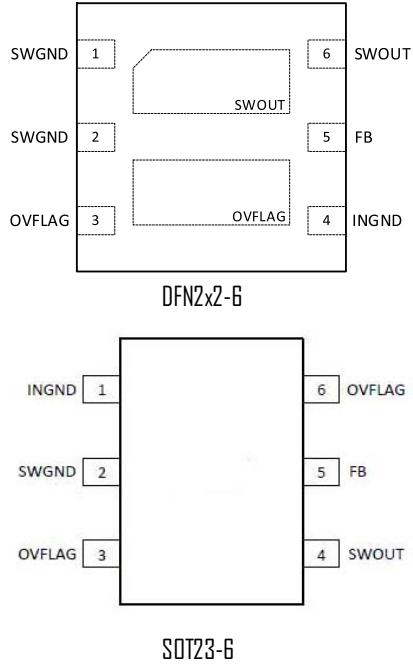 SWGND 1 6 SWOUT
SWOUT
SWGND 2 5 FB
OVFLAG 3 OVFLAG 4 INGND
DFN2x2-6
INGND 1 6 OVFLAG
SWGND 2 5 FB
OVFLAG 3 4 SWOUT
SOT23-6